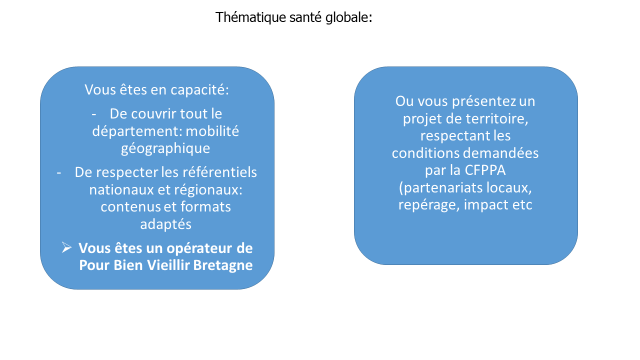 Thématique santé globale:
Vous êtes en capacité:
- De couvrir tout le
département: mobilité
géographique
- De respecter les référentiels
nationaux et régionaux:
contenus et formats
adaptés
➢ Vous êtes un opérateur de
Pour Bien Vieillir Bretagne
Ou vous présentez un
projet de territoire,
respectant les
conditions demandées
par la CFPPA
(partenariats locaux,
repérage, impact etc